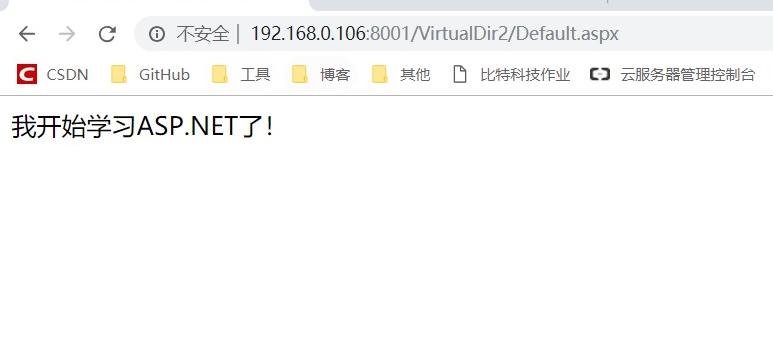 不安全 | 192.168.0.106:8001/VirtualDir2/Default.aspx
CSDN GitHub 工具 博客 其他 比特科技作业 云服务器管理控制台
我开始学习ASP.NET了！